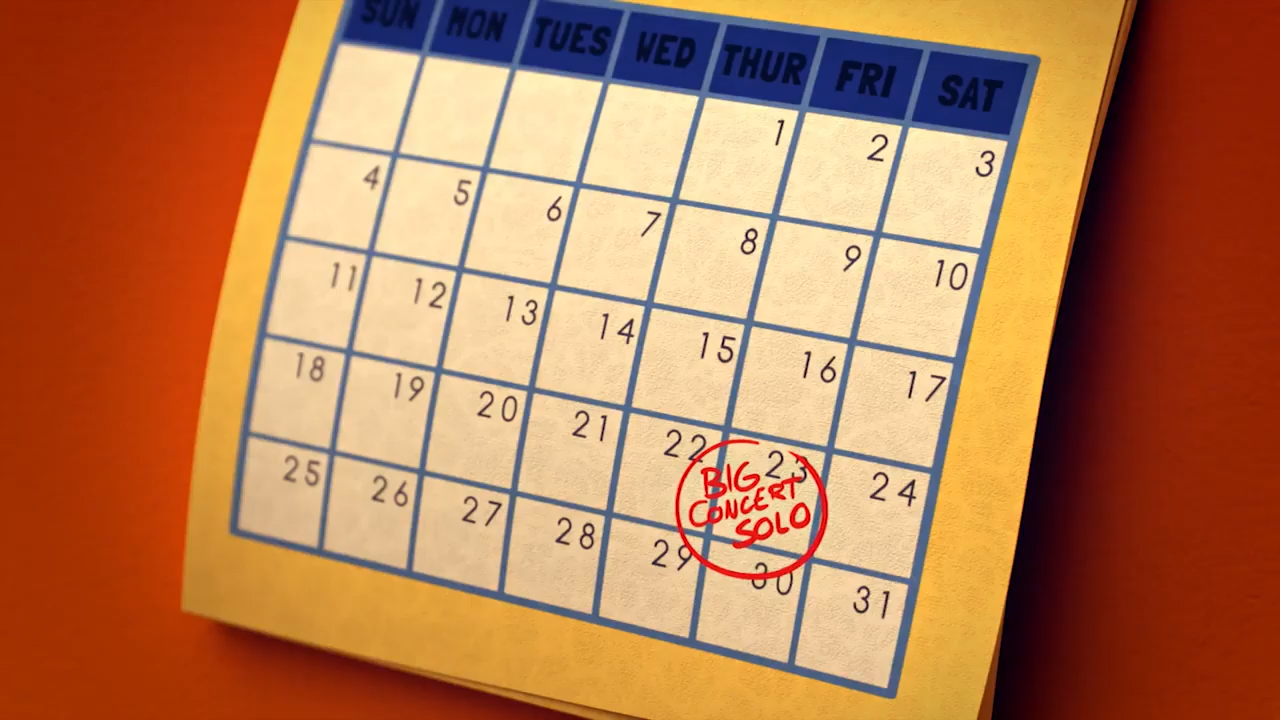 SUN MON TUES WED THUR FRI SAT
1 2 3
4 5 6 7 8 9 10
11 12 13 14 15 16 17
18 19 20 21 22 23 24
BIG
CONCERT
SOLO
25 26 27 28 29 30 31